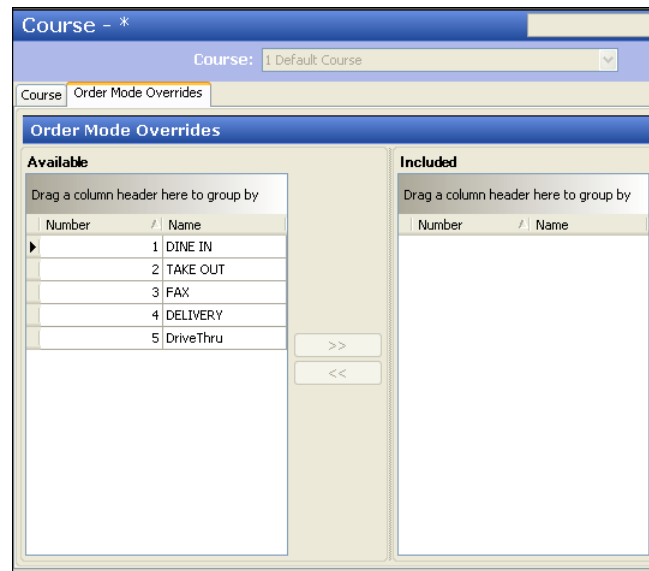 Course - *
Course: 1 Default Course
Course Order Mode Overrides
Order Mode Overrides
Available Included
Drag a column header here to group by Drag a column header here to group by
Number Name Number Name
1 DINE IN
2 TAKE OUT
3 FAX
4 DELIVERY
5 DriveThru
>>
<<